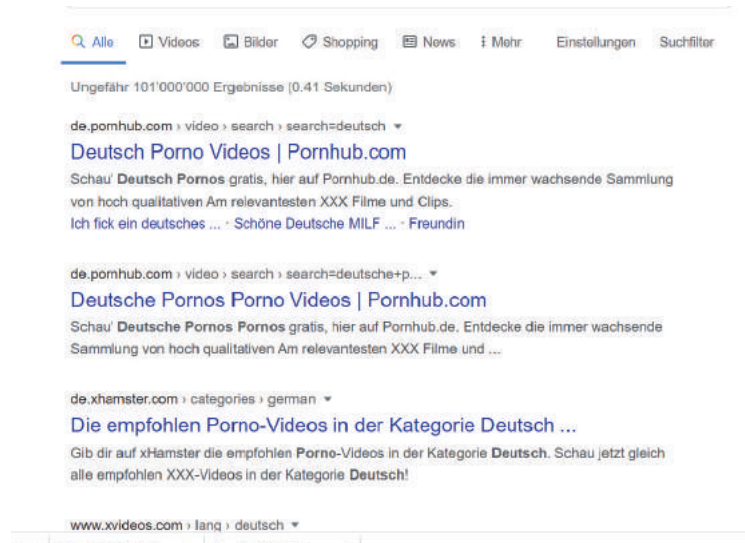 Alle Videos Bilder Shopping News Mehr Einstellungen Suchfilter
Ungefähr 101'000'000 Ergebnisse (0.41 Sekunden)
de.pornhub.com › video › search › search=deutsch
Deutsch Porno Videos | Pornhub.com
Schau' Deutsch Pornos gratis, hier auf Pornhub.de. Entdecke die immer wachsende Sammlung
von hoch qualitativen Am relevantesten XXX Filme und Clips.
Ich fick ein deutsches ... · Schöne Deutsche MILF ... · Freundin
de.pornhub.com › video › search › search=deutsche+p...
Deutsche Pornos Porno Videos | Pornhub.com
Schau' Deutsche Pornos Pornos gratis, hier auf Pornhub.de. Entdecke die immer wachsende
Sammlung von hoch qualitativen Am relevantesten XXX Filme und ...
de.xhamster.com › categories › german
Die empfohlen Porno-Videos in der Kategorie Deutsch ...
Gib dir auf xHamster die empfohlen Porno-Videos in der Kategorie Deutsch. Schau jetzt gleich
alle empfohlen XXX-Videos in der Kategorie Deutsch!
www.xvideos.com › lang › deutsch